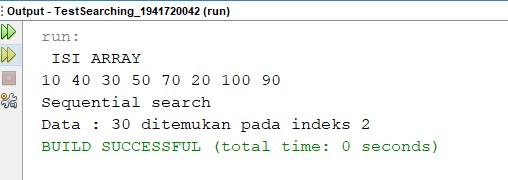 Output - TestSearching_1941720042 (run)
run:
ISI ARRAY
10 40 30 50 70 20 100 90
Sequential search
Data : 30 ditemukan pada indeks 2
BUILD SUCCESSFUL (total time: 0 seconds)